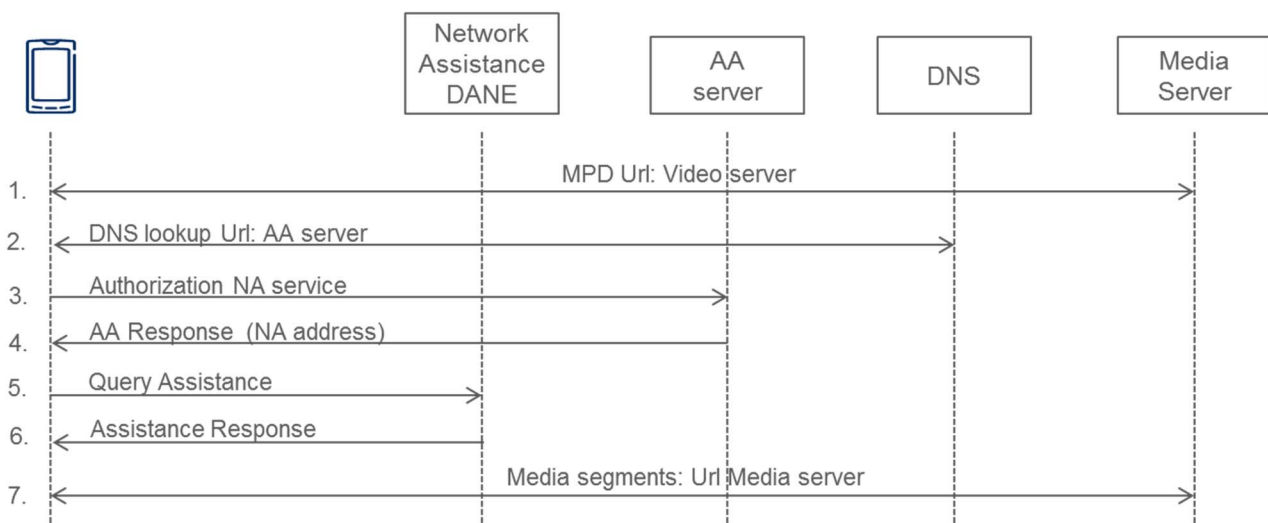 Network
Assistance
DANE
AA
server
DNS
Media
Server
1.
MPD Url: Video server
2.
DNS lookup Url: AA server
3.
Authorization NA service
4.
AA Response (NA address)
5.
Query Assistance
6.
Assistance Response
7.
Media segments: Url Media server